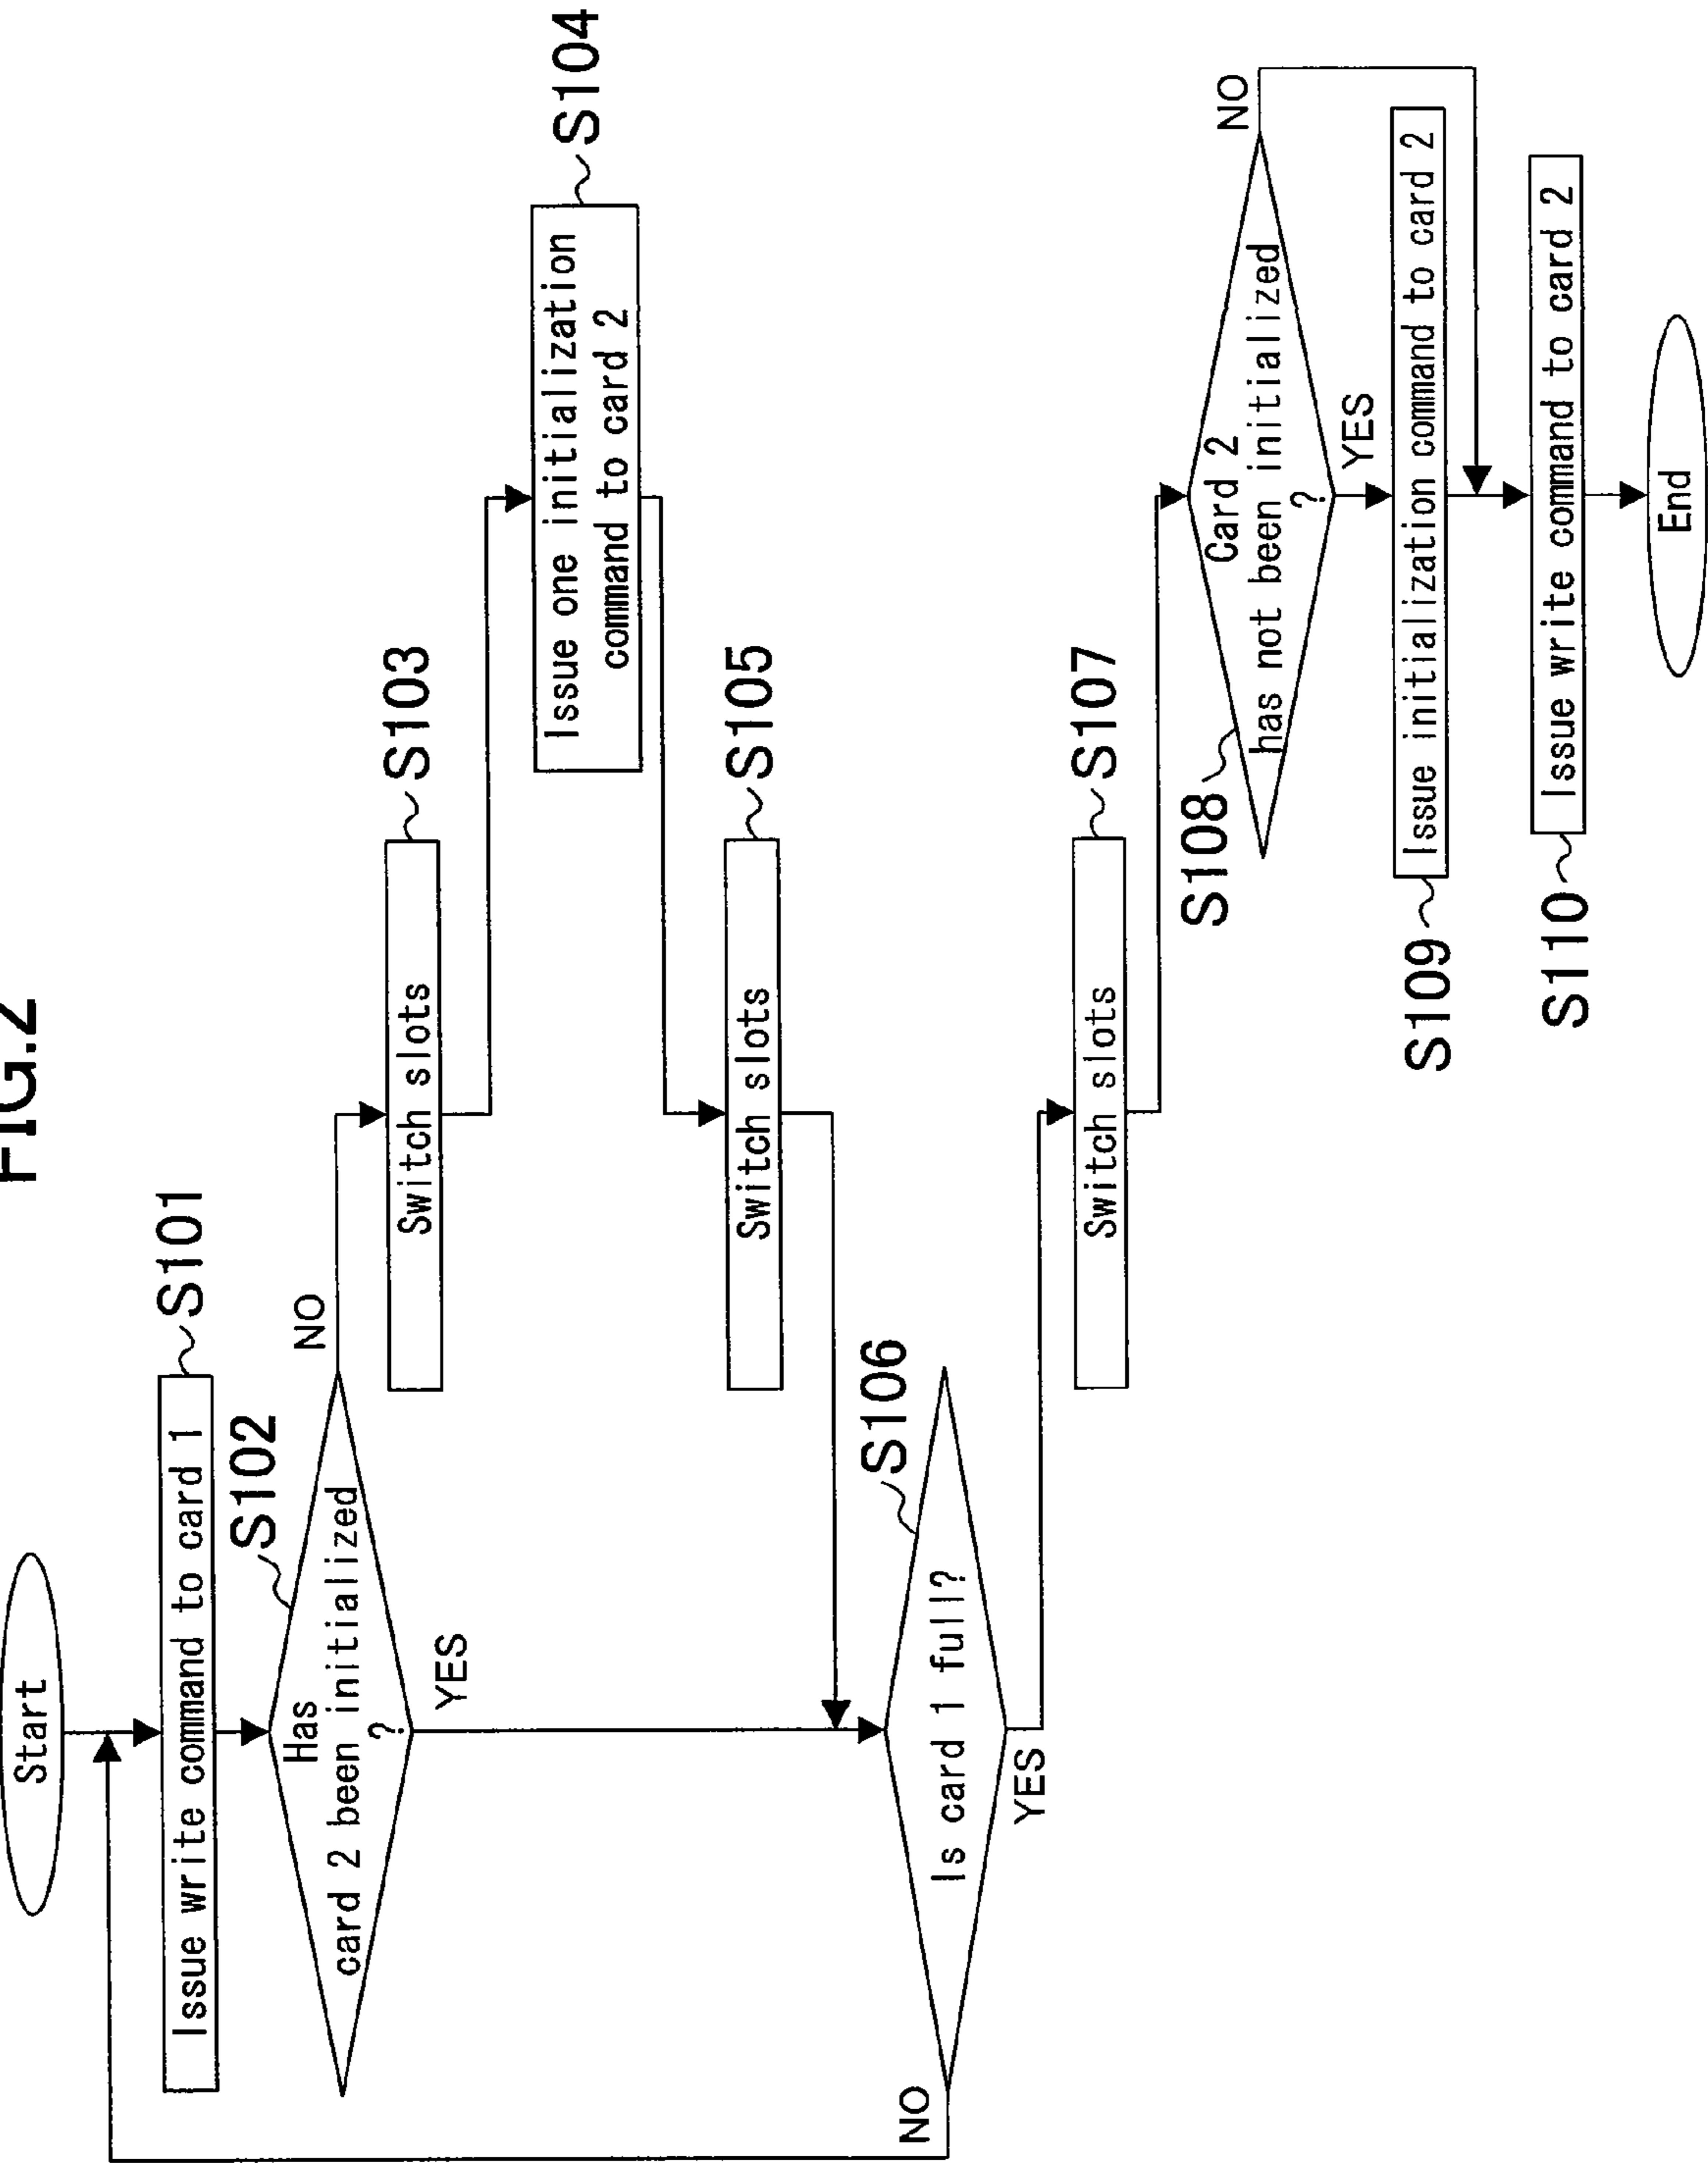 FIG.2
Start
Issue write command to card 1
S101
Has
card 2 been initialized
?
S102
NO
YES
Switch slots
S103
Issue one initialization
command to card 2
S104
Switch slots
S105
Is card 1 full?
S106
NO
YES
Switch slots
S107
Card 2
has not been initialized
?
S108
NO
YES
Issue initialization command to card 2
S109
Issue write command to card 2
S110
End